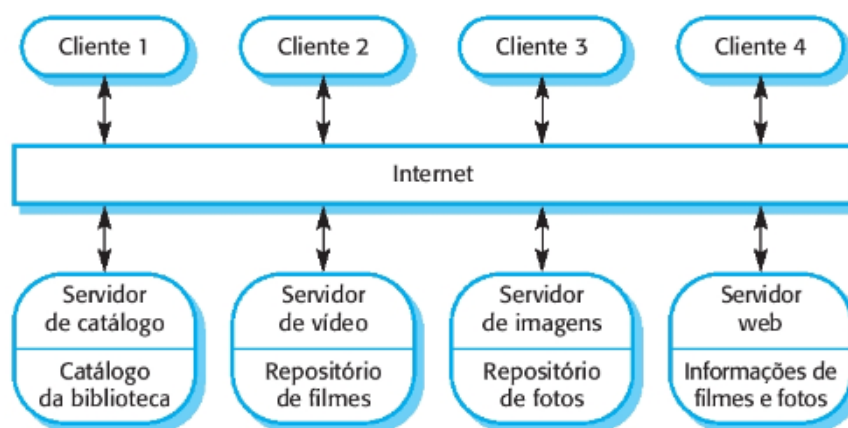 Cliente 1
Cliente 2
Cliente 3
Cliente 4
Internet
Servidor
de catálogo
Catálogo
da biblioteca
Servidor
de vídeo
Repositório
de filmes
Servidor
de imagens
Repositório
de fotos
Servidor
web
Informações de
filmes e fotos